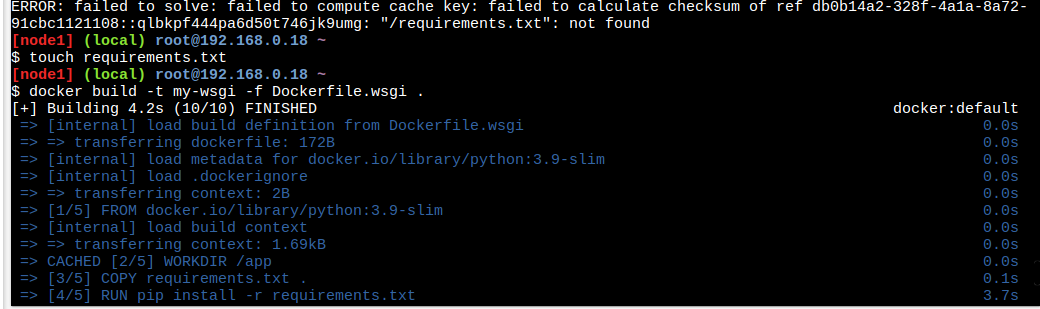 ERROR: failed to solve: failed to compute cache key: failed to calculate checksum of ref db0b14a2-328f-4a1a-8a72-
91cbc1121108::qlbkpf444pa6d50t746jk9umg: "/requirements.txt": not found
[node1] (local) root@192.168.0.18 ~
$ touch requirements.txt
[node1] (local) root@192.168.0.18 ~
$ docker build -t my-wsgi -f Dockerfile.wsgi .
[+] Building 4.2s (10/10) FINISHED docker:default
=> [internal] load build definition from Dockerfile.wsgi 0.0s
=> => transferring dockerfile: 172B 0.0s
=> [internal] load metadata for docker.io/library/python:3.9-slim 0.0s
=> [internal] load .dockerignore 0.0s
=> => transferring context: 2B 0.0s
=> [1/5] FROM docker.io/library/python:3.9-slim 0.0s
=> [internal] load build context 0.0s
=> => transferring context: 1.69kB 0.0s
=> CACHED [2/5] WORKDIR /app 0.0s
=> [3/5] COPY requirements.txt . 0.1s
=> [4/5] RUN pip install -r requirements.txt 3.7s